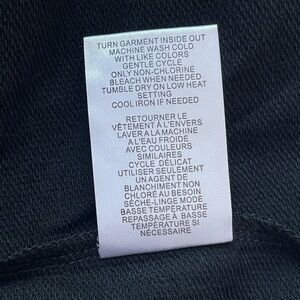 TURN GARMENT INSIDE OUT
MACHINE WASH COLD
WITH LIKE COLORS
GENTLE CYCLE
ONLY NON-CHLORINE
BLEACH WHEN NEEDED
TUMBLE DRY ON LOW HEAT
SETTING
COOL IRON IF NEEDED
RETOURNER LE
VÊTEMENT À L'ENVERS
LAVER A LA MACHINE
A L'EAU FROIDE
AVEC COULEURS
SIMILAIRES
CYCLE DÉLICAT
UTILISER SEULEMENT
UN AGENT DE
BLANCHIMENT NON
CHLORÉ AU BESOIN
SÈCHE-LINGE MODE
BASSE TEMPÉRATURE
REPASSAGE À BASSE
TEMPÉRATURE SI
NÉCESSAIRE